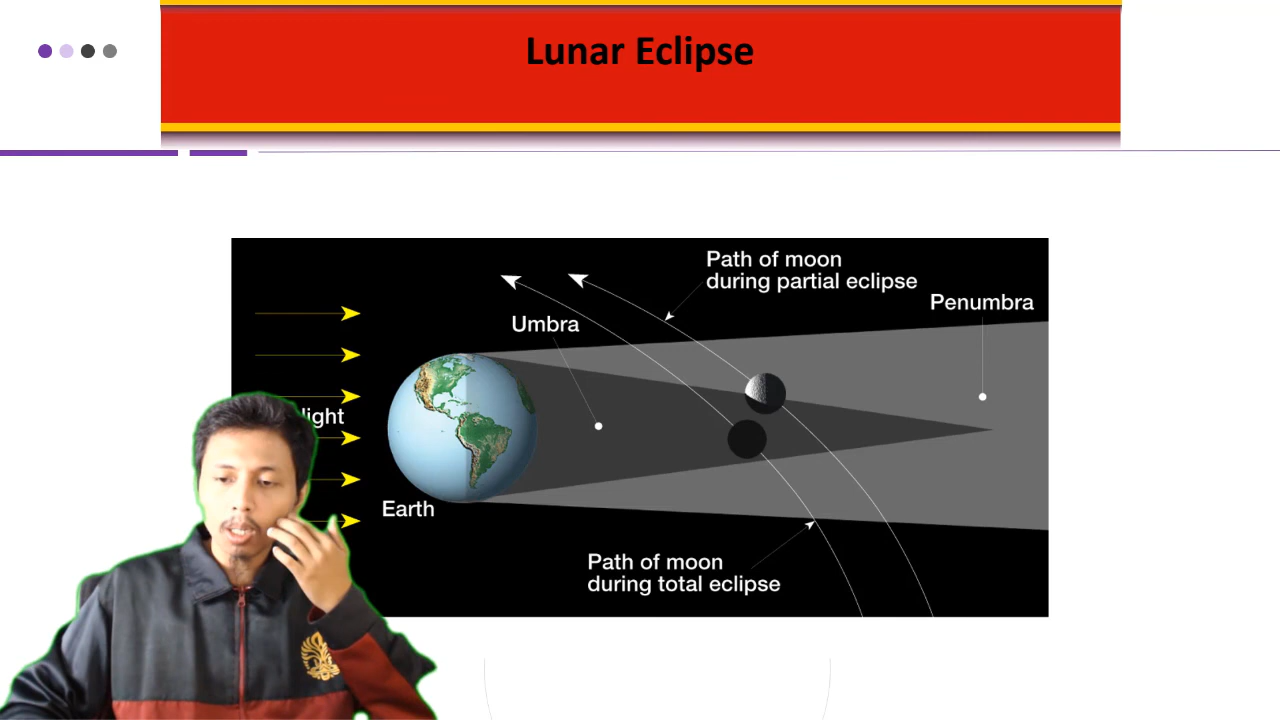 Lunar Eclipse
Path of moon
during partial eclipse
Penumbra
Umbra
light
Earth
Path of moon
during total eclipse